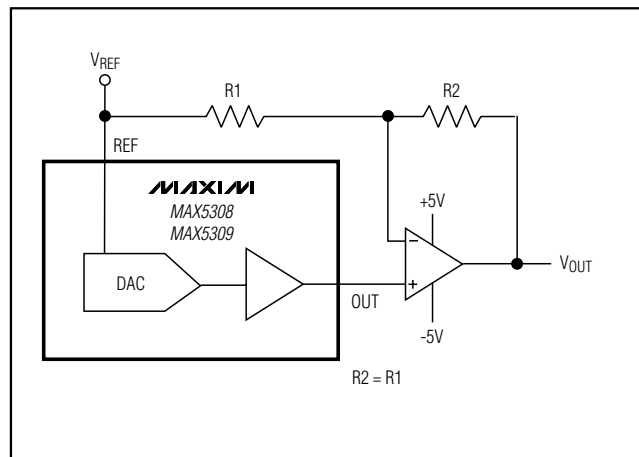 VREF
R1
R2
REF
MAXIM
MAX5308
MAX5309
+5V
−
DAC
+
OUT
VOUT
-5V
R2 = R1